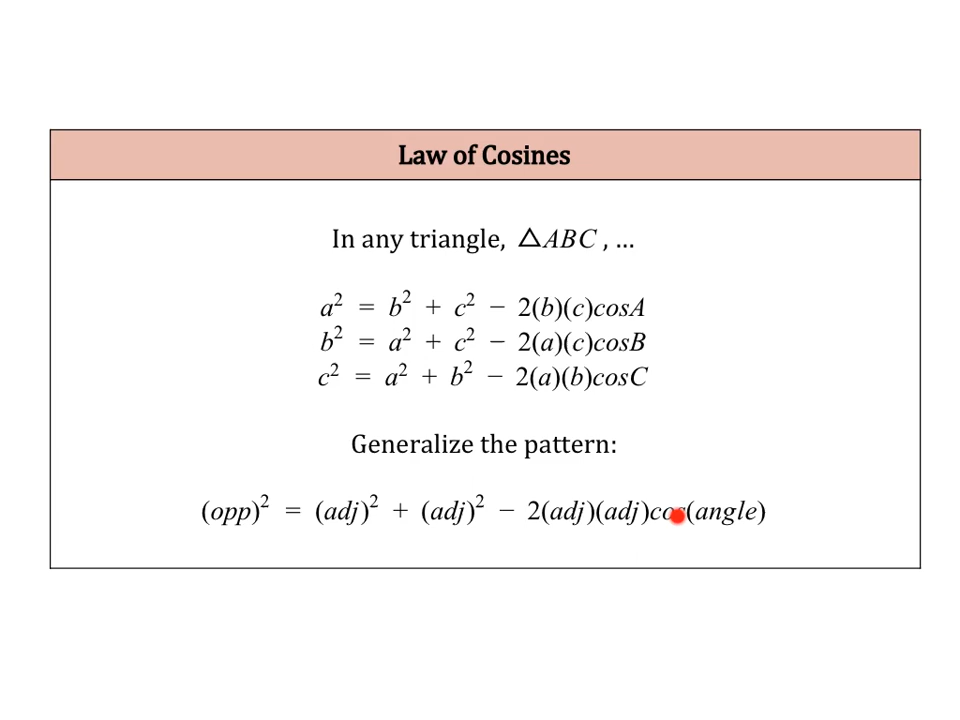 Law of Cosines
In any triangle, △ABC , ...
a² = b² + c² − 2(b)(c)cosA
b² = a² + c² − 2(a)(c)cosB
c² = a² + b² − 2(a)(b)cosC
Generalize the pattern:
(opp)² = (adj)² + (adj)² − 2(adj)(adj)cos(angle)